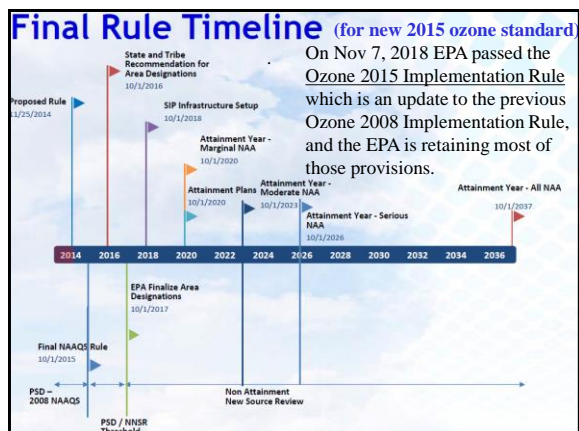 Final Rule Timeline (for new 2015 ozone standard)
On Nov 7, 2018 EPA passed the
Ozone 2015 Implementation Rule
which is an update to the previous
Ozone 2008 Implementation Rule,
and the EPA is retaining most of
those provisions.
State and Tribe
Recommendation for
Area Designations
10/1/2016
Proposed Rule
11/25/2014
SIP Infrastructure Setup
10/1/2018
Attainment Year -
Marginal NAA
10/1/2020
Attainment Plans
10/1/2020
Attainment Year -
Moderate NAA
10/1/2023
Attainment Year - Serious
NAA
10/1/2026
Attainment Year - All NAA
10/1/2037
2014 2016 2018 2020 2022 2024 2026 2028 2030 2032 2034 2036
EPA Finalize Area
Designations
10/1/2017
Final NAAQS Rule
10/1/2015
PSD –
2008 NAAQS
Non Attainment
New Source Review
PSD / NNSR
Threshold